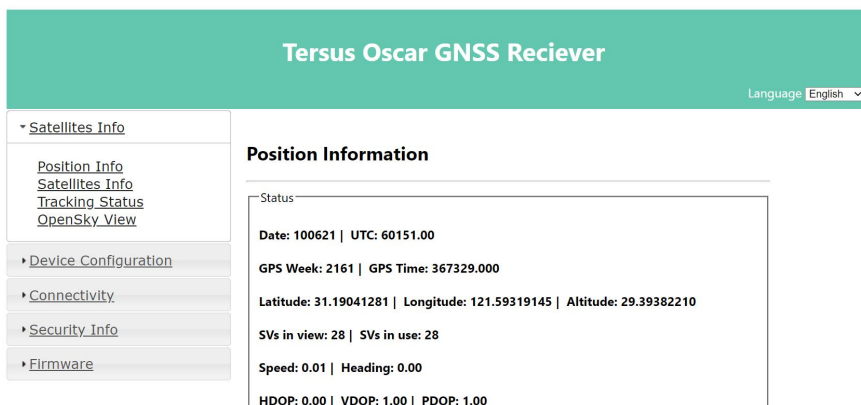 Tersus Oscar GNSS Reciever
Language English
Satellites Info
Position Info
Satellites Info
Tracking Status
OpenSky View
Device Configuration
Connectivity
Security Info
Firmware
Position Information
Status
Date: 100621 | UTC: 60151.00
GPS Week: 2161 | GPS Time: 367329.000
Latitude: 31.19041281 | Longitude: 121.59319145 | Altitude: 29.39382210
SVs in view: 28 | SVs in use: 28
Speed: 0.01 | Heading: 0.00
HDOP: 0.00 | VDOP: 1.00 | PDOP: 1.00